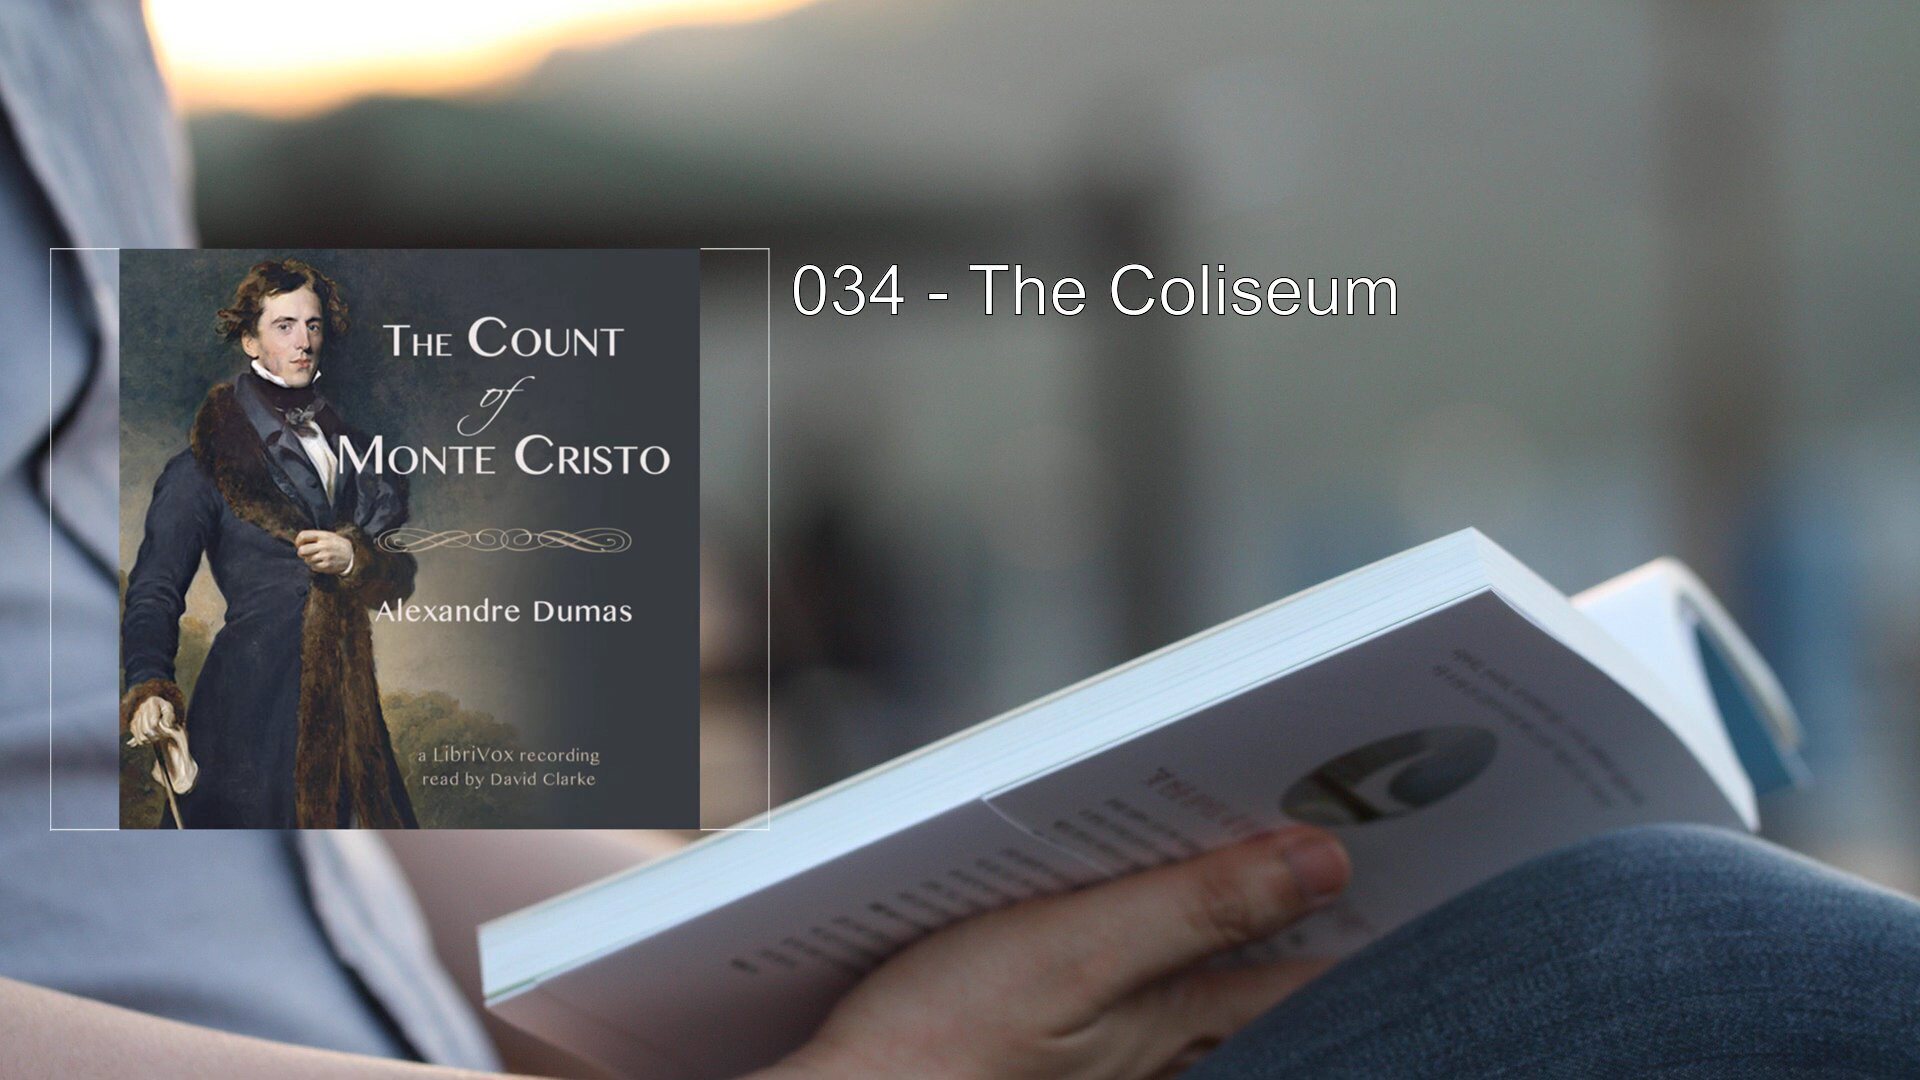 034 - The Coliseum
The Count
of
Monte Cristo
Alexandre Dumas
a LibriVox recording
read by David Clarke